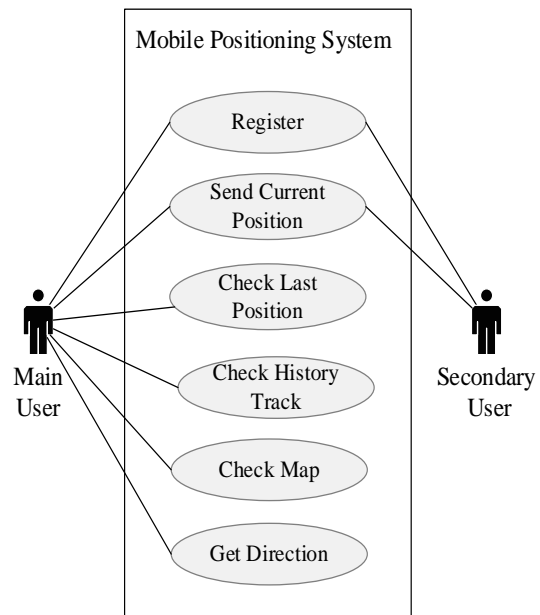 Mobile Positioning System
Register
Send Current
Position
Check Last
Position
Check History
Track
Check Map
Get Direction
Main
User
Secondary
User